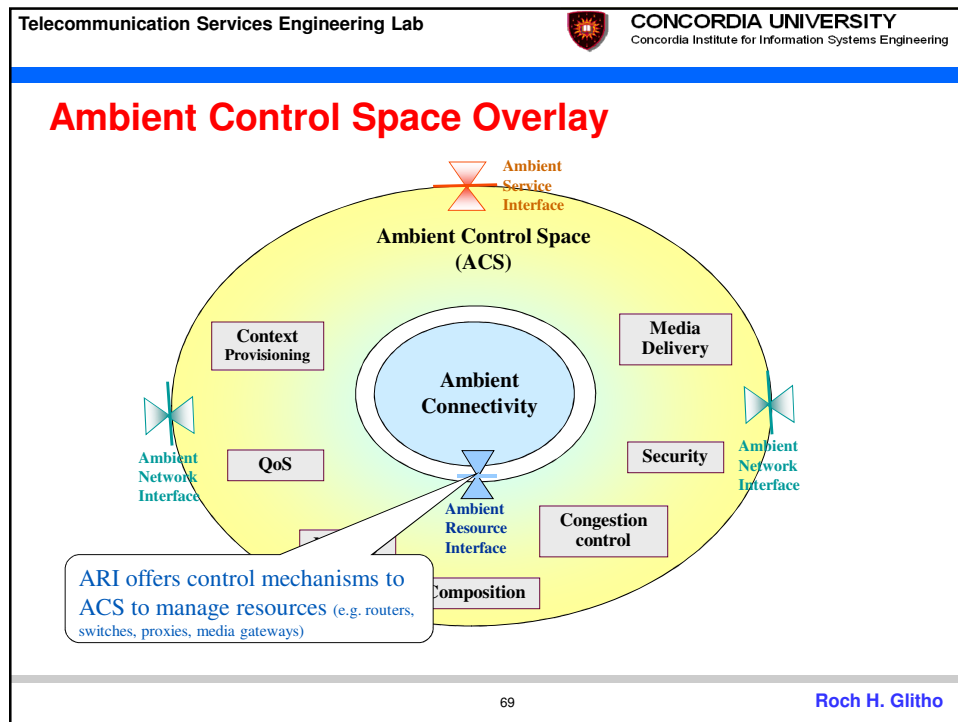 Telecommunication Services Engineering Lab
CONCORDIA UNIVERSITY
Concordia Institute for Information Systems Engineering
Ambient Control Space Overlay
Ambient
Service
Interface
Ambient Control Space
(ACS)
Context
Provisioning
Media
Delivery
Ambient
Connectivity
Ambient
Network
Interface
QoS
Security
Ambient
Network
Interface
Ambient
Resource
Interface
Congestion
control
Composition
ARI offers control mechanisms to
ACS to manage resources (e.g. routers,
switches, proxies, media gateways)
69
Roch H. Glitho